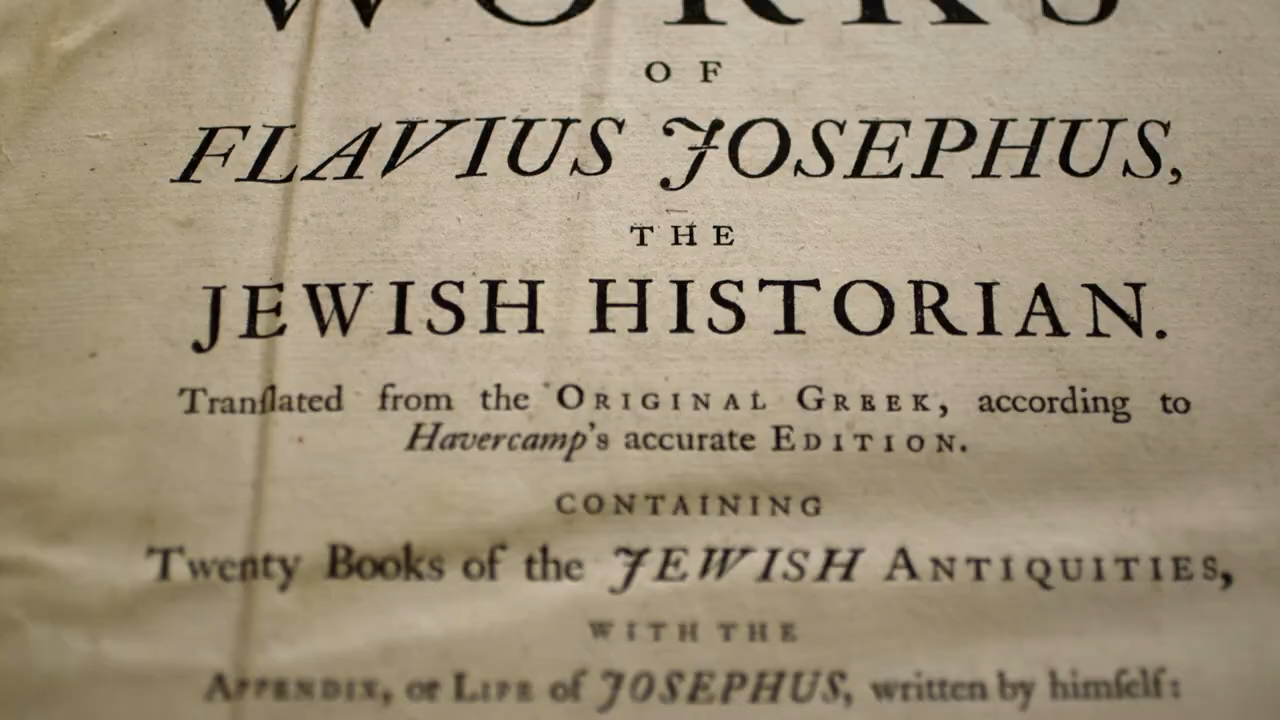 WORKS
OF
FLAVIUS JOSEPHUS,
THE
JEWISH HISTORIAN.
Tranſlated from the ORIGINAL GREEK, according to
Havercamp's accurate EDITION.
CONTAINING
Twenty Books of the JEWISH ANTIQUITIES,
WITH THE
APPENDIX, or LIFE of JOSEPHUS, written by himſelf: